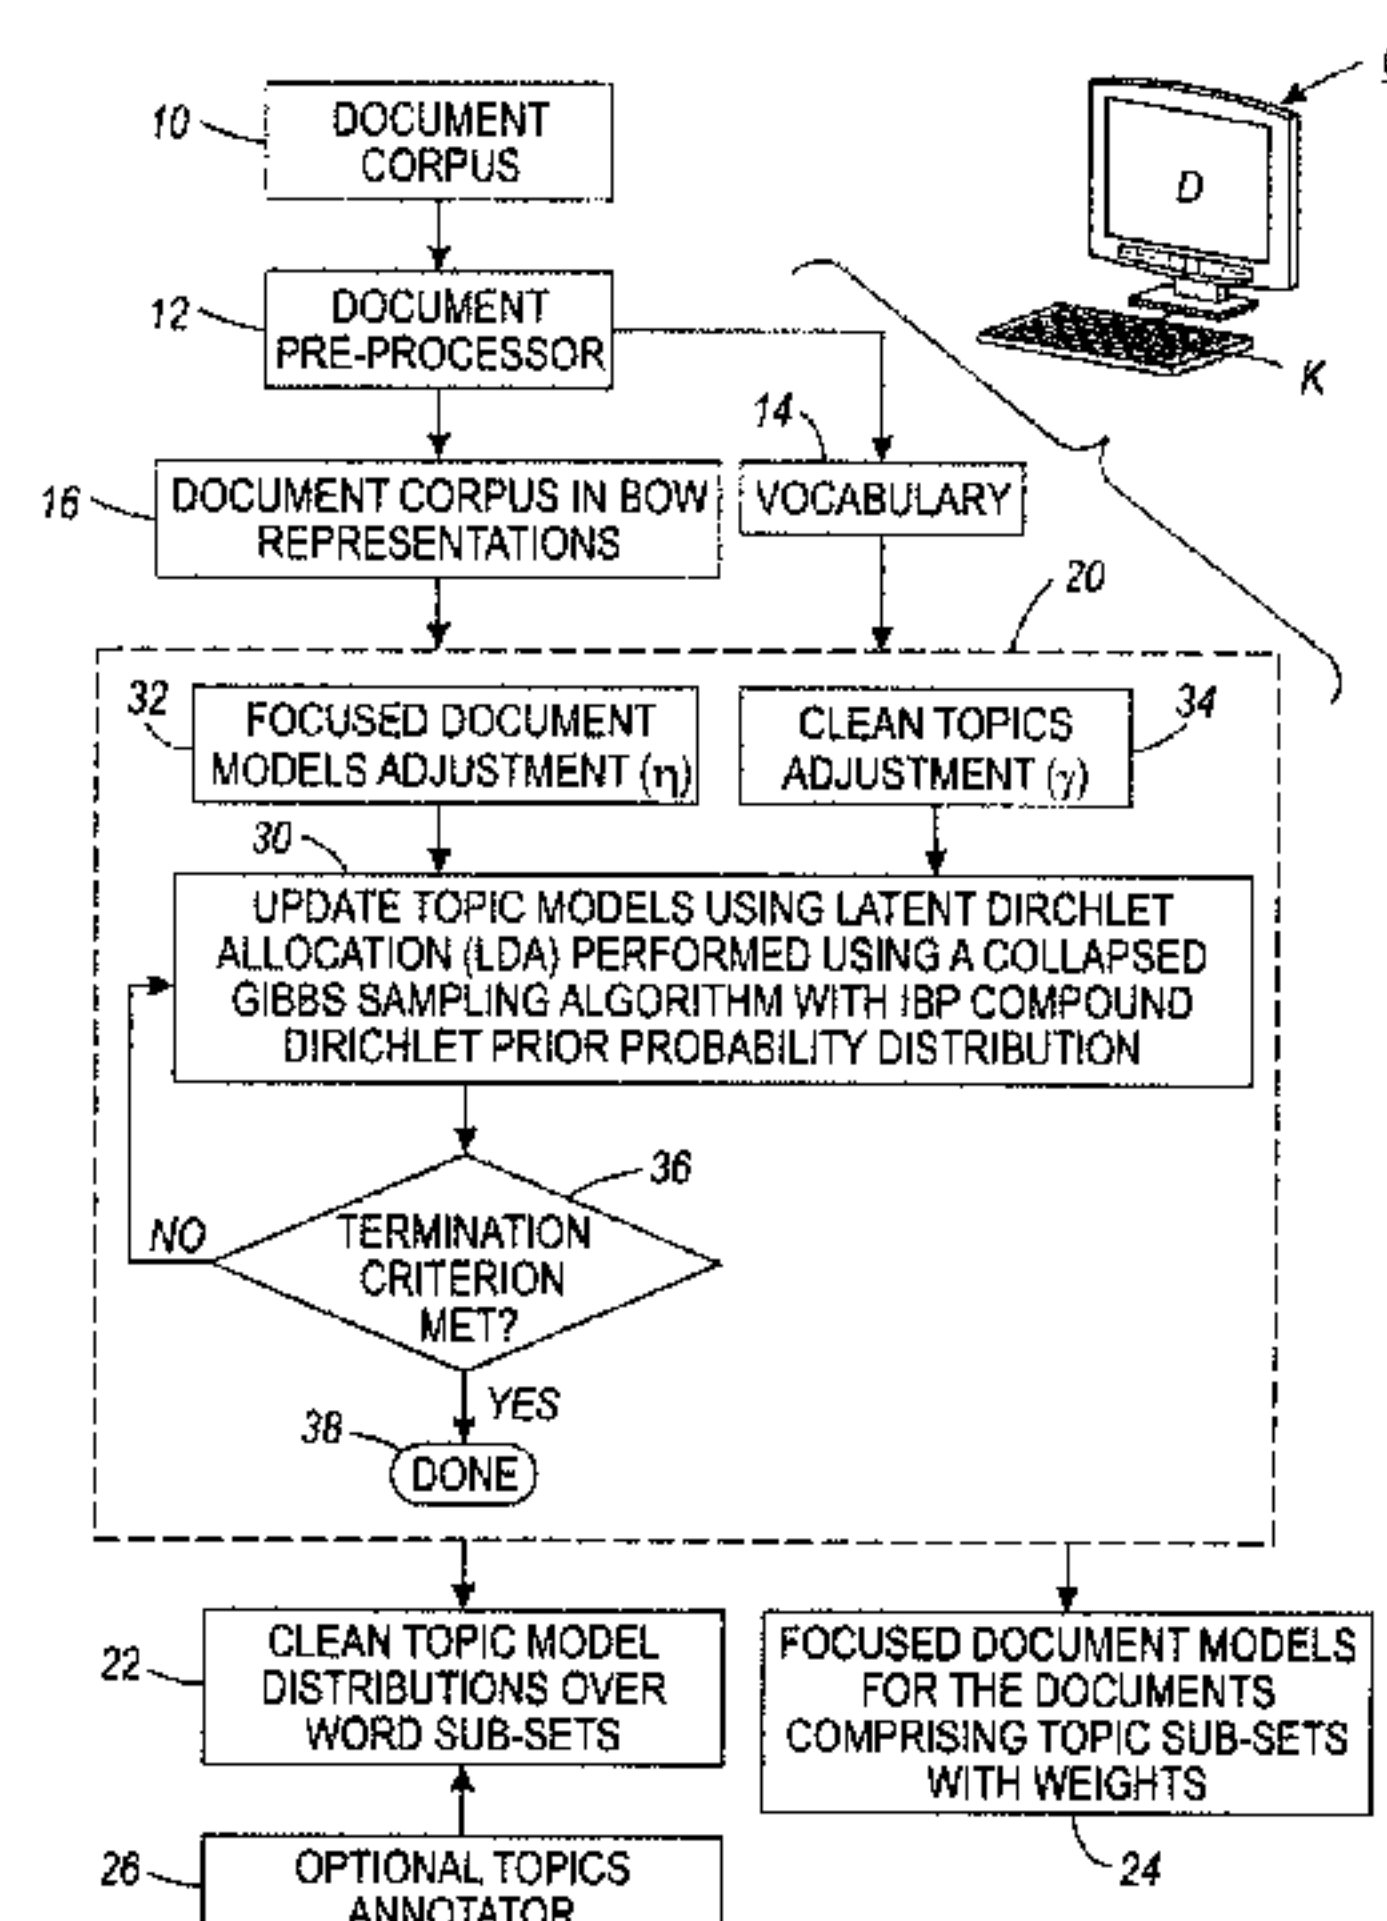 10
DOCUMENT
CORPUS
D
K
12
DOCUMENT
PRE-PROCESSOR
14
VOCABULARY
16
DOCUMENT CORPUS IN BOW
REPRESENTATIONS
20
32
FOCUSED DOCUMENT
MODELS ADJUSTMENT (η)
34
CLEAN TOPICS
ADJUSTMENT (γ)
30
UPDATE TOPIC MODELS USING LATENT DIRCHLET
ALLOCATION (LDA) PERFORMED USING A COLLAPSED
GIBBS SAMPLING ALGORITHM WITH IBP COMPOUND
DIRICHLET PRIOR PROBABILITY DISTRIBUTION
36
NO
TERMINATION
CRITERION
MET?
YES
38
DONE
22
CLEAN TOPIC MODEL
DISTRIBUTIONS OVER
WORD SUB-SETS
FOCUSED DOCUMENT MODELS
FOR THE DOCUMENTS
COMPRISING TOPIC SUB-SETS
WITH WEIGHTS
24
26
OPTIONAL TOPICS
ANNOTATOR